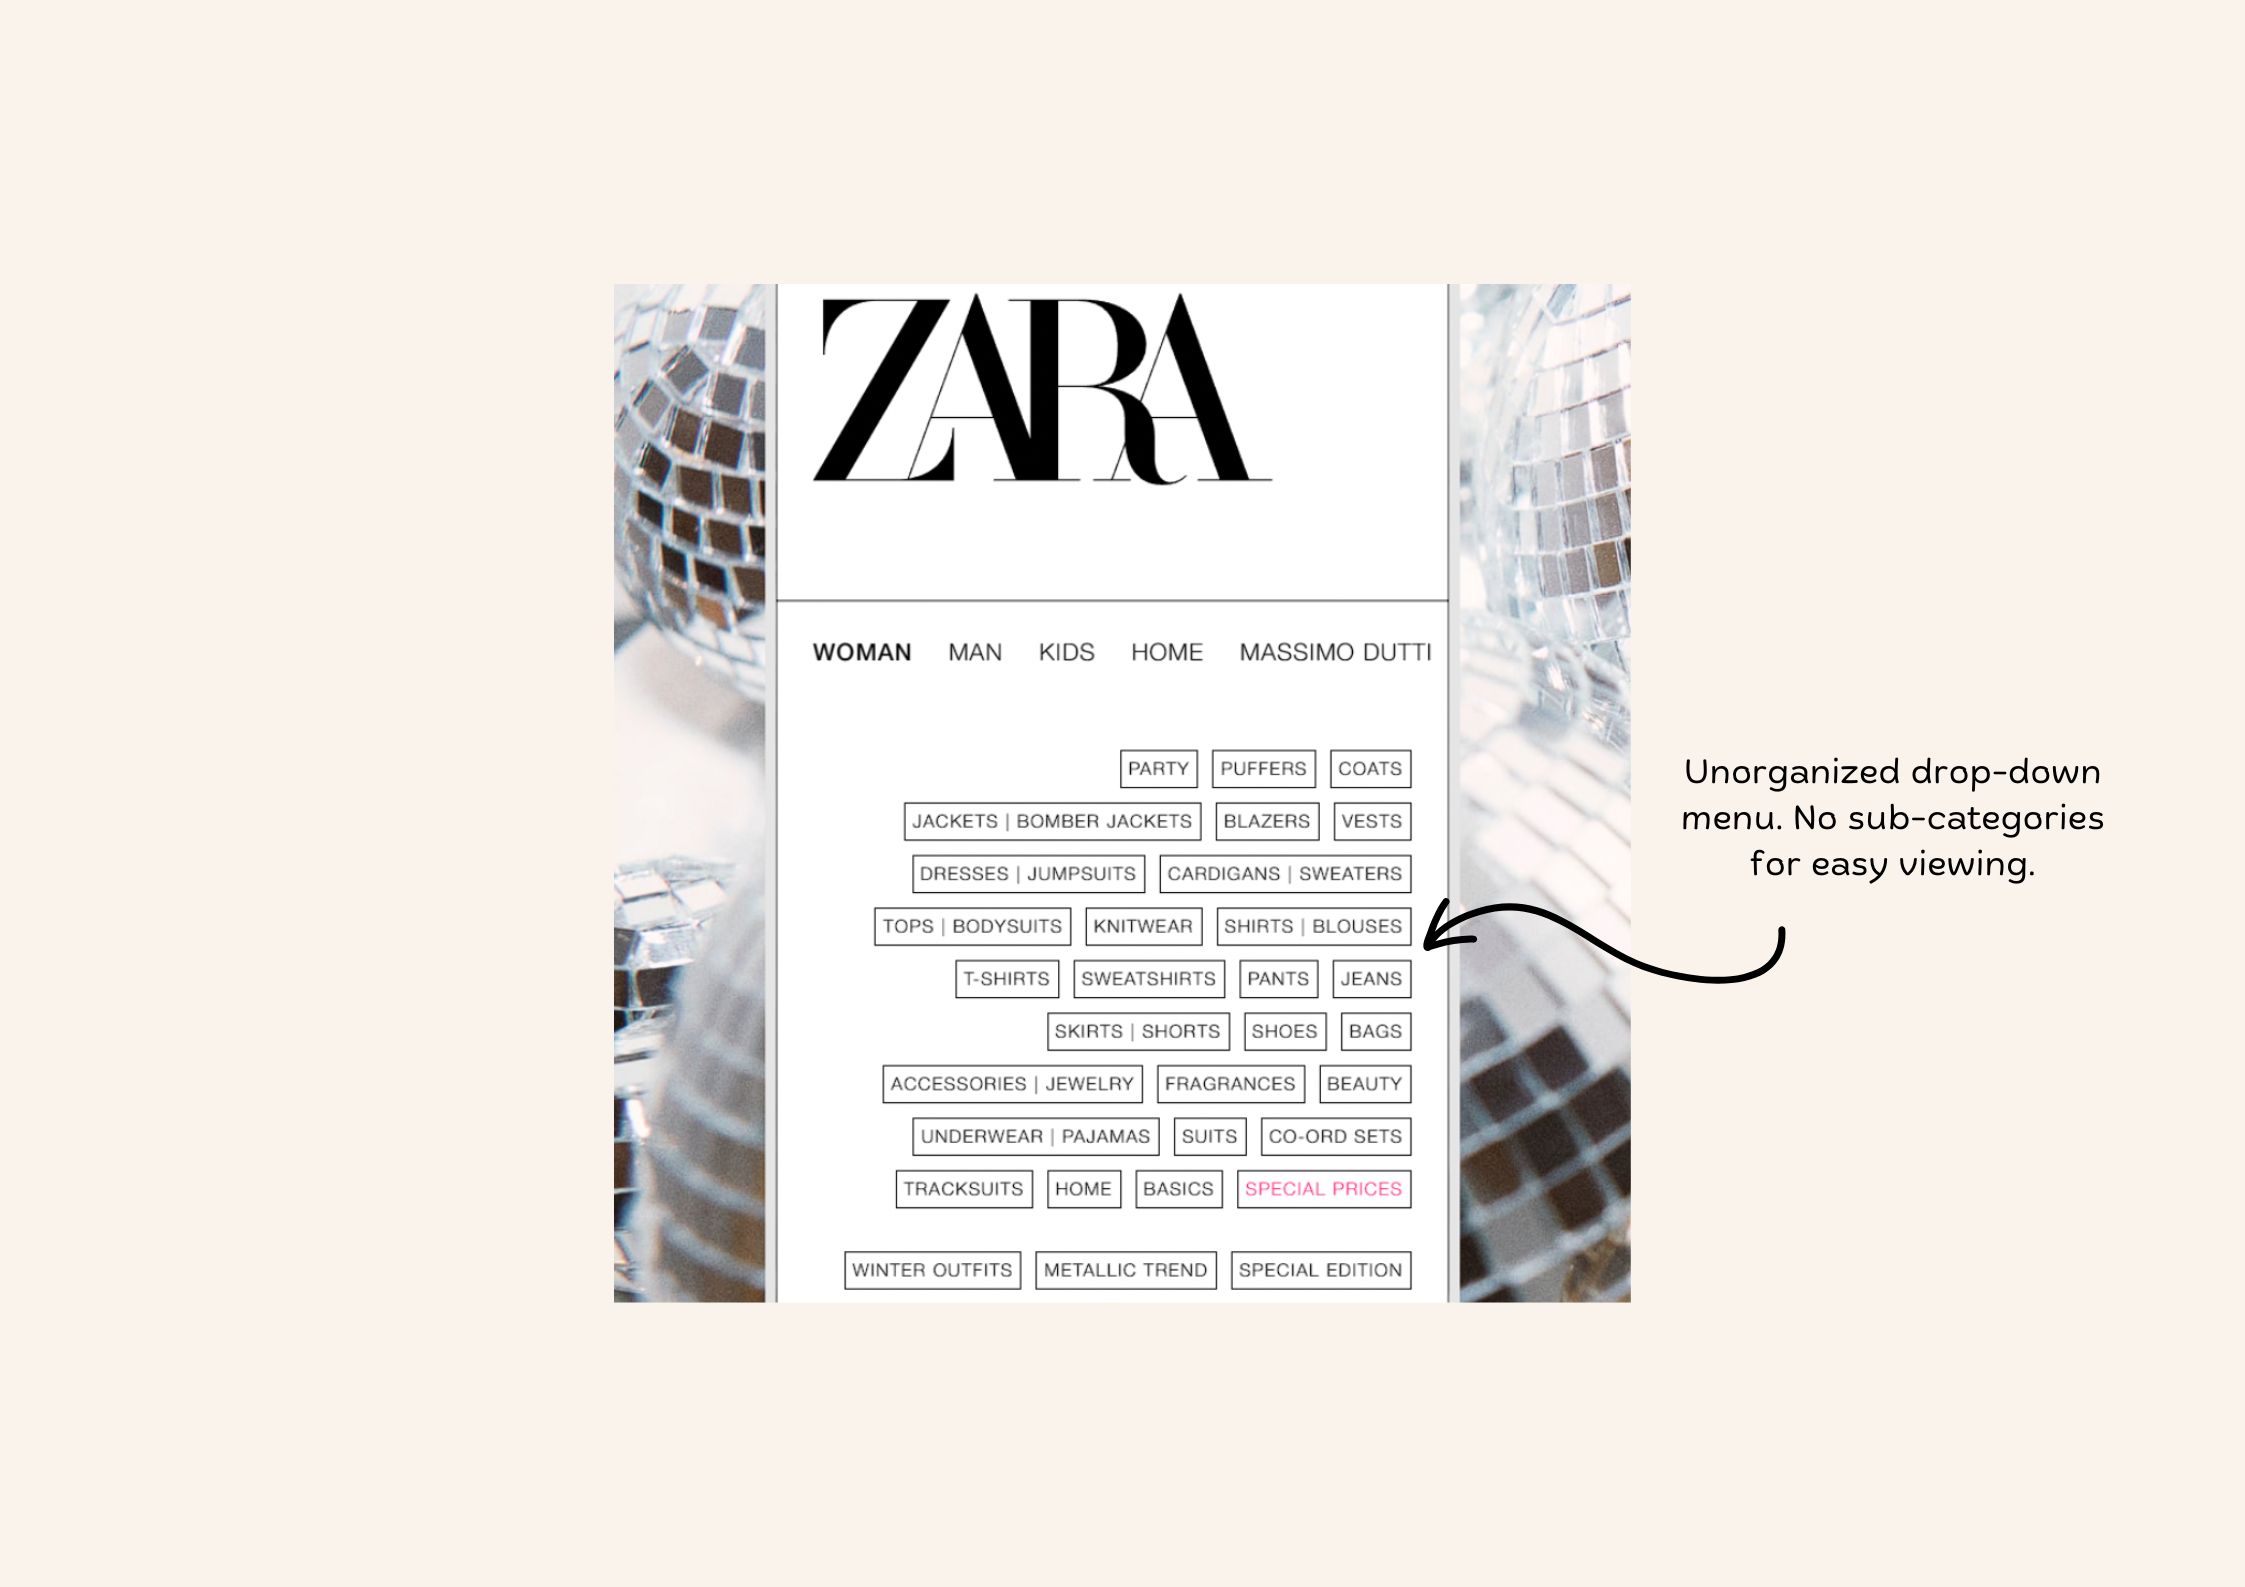 ZARA
WOMAN MAN KIDS HOME MASSIMO DUTTI
PARTY PUFFERS COATS
JACKETS | BOMBER JACKETS BLAZERS VESTS
DRESSES | JUMPSUITS CARDIGANS | SWEATERS
TOPS | BODYSUITS KNITWEAR SHIRTS | BLOUSES
T-SHIRTS SWEATSHIRTS PANTS JEANS
SKIRTS | SHORTS SHOES BAGS
ACCESSORIES | JEWELRY FRAGRANCES BEAUTY
UNDERWEAR | PAJAMAS SUITS CO-ORD SETS
TRACKSUITS HOME BASICS SPECIAL PRICES
WINTER OUTFITS METALLIC TREND SPECIAL EDITION
Unorganized drop-down
menu. No sub-categories
for easy viewing.